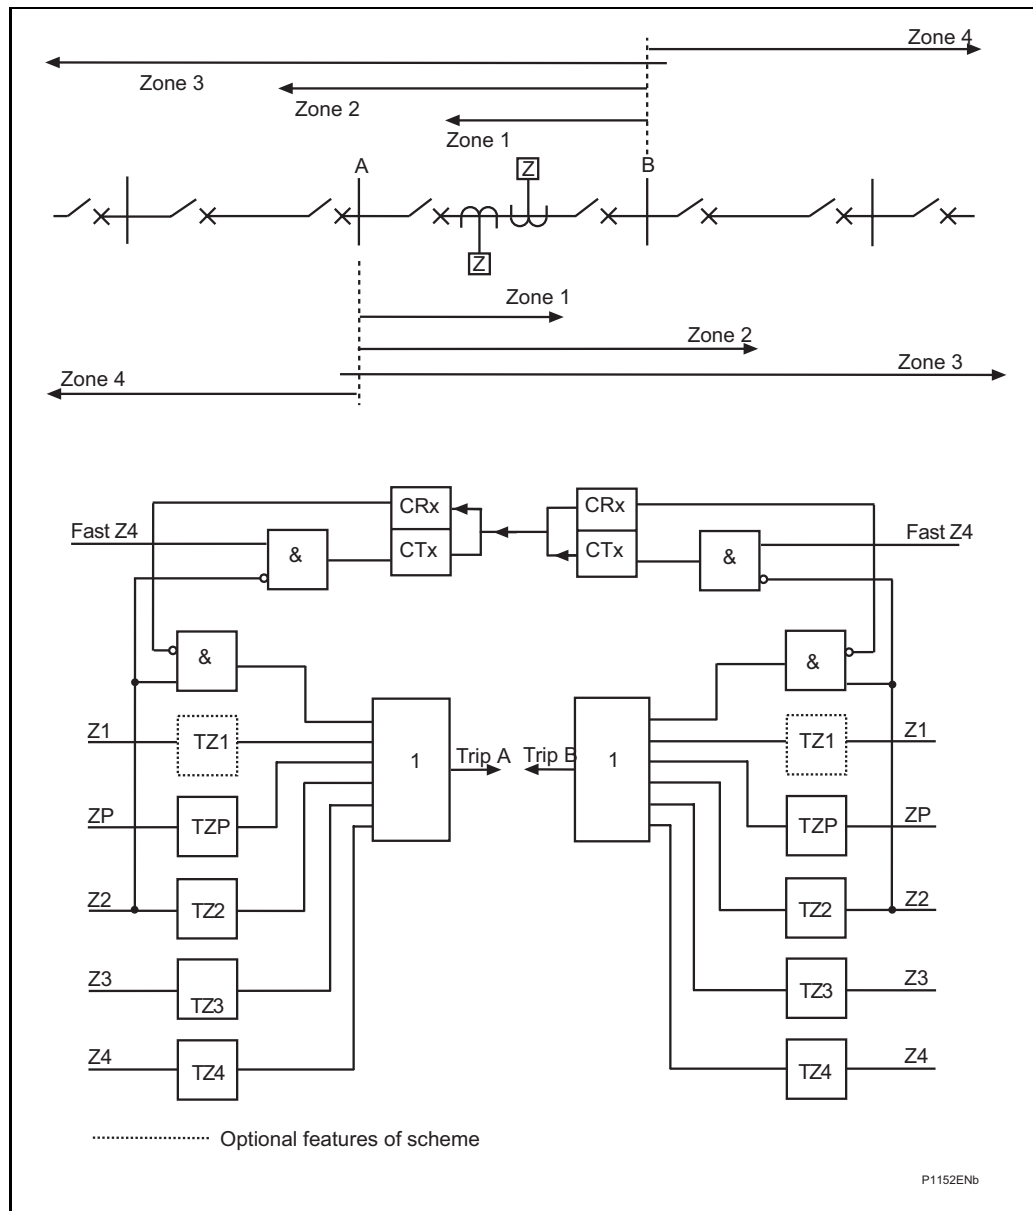 Zone 4
Zone 3
Zone 2
Zone 1
A
Z
B
Z
Zone 1
Zone 2
Zone 3
Zone 4
CRx
CRx
Fast Z4
&
CTx
CTx
&
Fast Z4
&
&
Z1
TZ1
1
Trip A
Trip B
1
TZ1
Z1
ZP
TZP
TZP
ZP
Z2
TZ2
TZ2
Z2
Z3
TZ3
TZ3
Z3
Z4
TZ4
TZ4
Z4
Optional features of scheme
P1152ENb